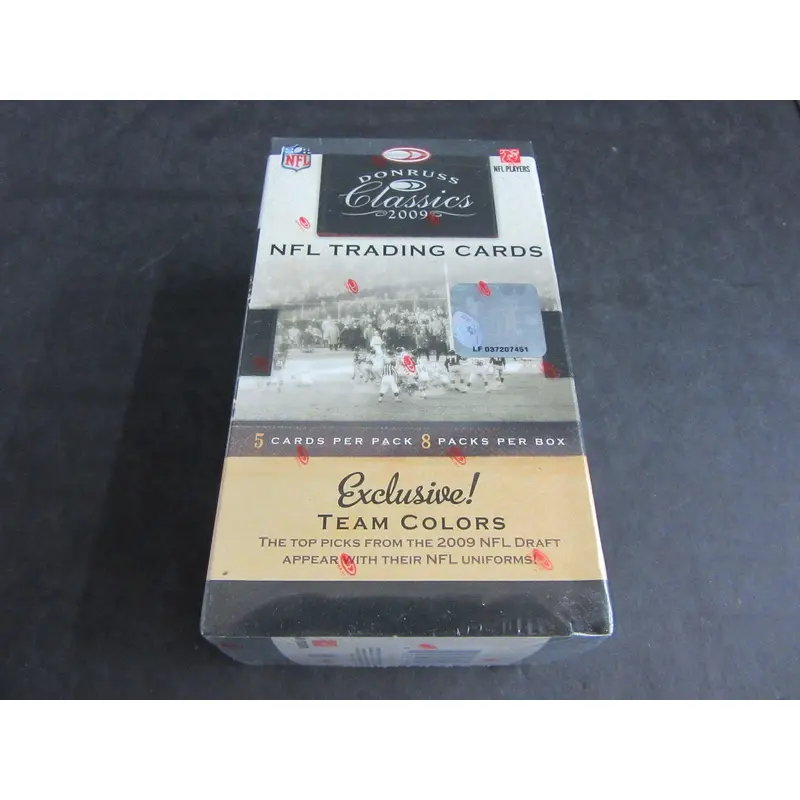 NFL
NFL PLAYERS
DONRUSS
Classics
2009
NFL TRADING CARDS
LF 037207451
5 CARDS PER PACK 8 PACKS PER BOX
Exclusive!
TEAM COLORS
THE TOP PICKS FROM THE 2009 NFL DRAFT
APPEAR WITH THEIR NFL UNIFORMS!